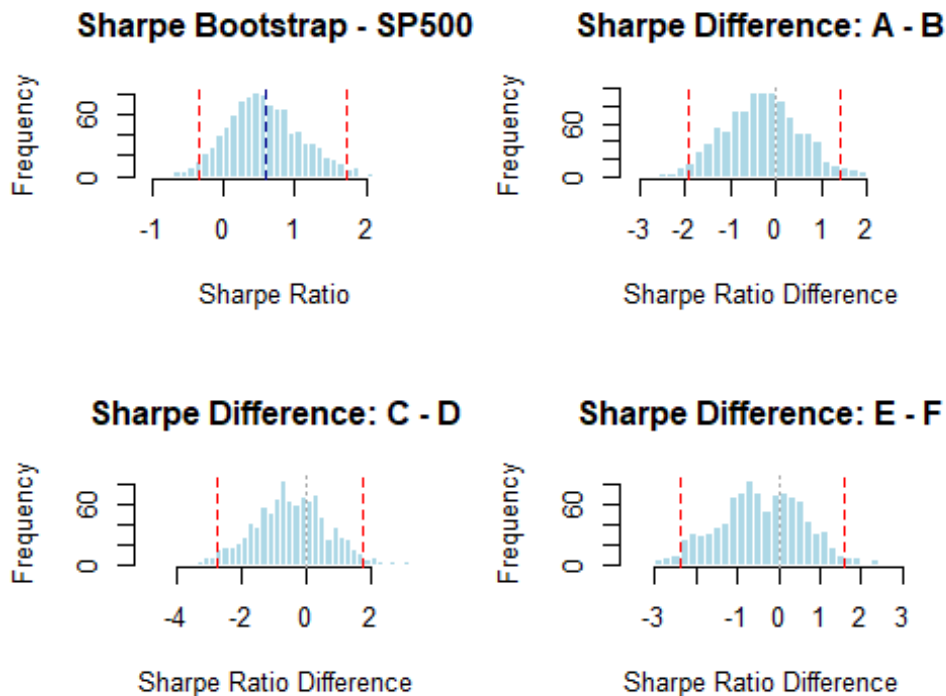 Sharpe Bootstrap - SP500
Frequency
0 60
-1 0 1 2
Sharpe Ratio
Sharpe Difference: A - B
Frequency
0 60
-3 -2 -1 0 1 2
Sharpe Ratio Difference
Sharpe Difference: C - D
Frequency
0 60
-4 -2 0 2
Sharpe Ratio Difference
Sharpe Difference: E - F
Frequency
0 60
-3 -1 0 1 2 3
Sharpe Ratio Difference